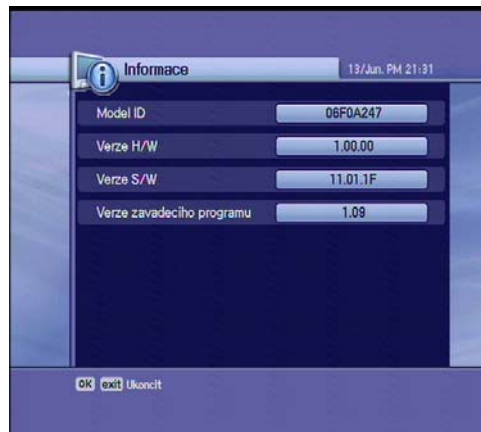 Informace
13/Jun. PM 21:31
Model ID
06F0A247
Verze H/W
1.00.00
Verze S/W
11.01.1F
Verze zavadeciho programu
1.09
OK exit Ukoncit